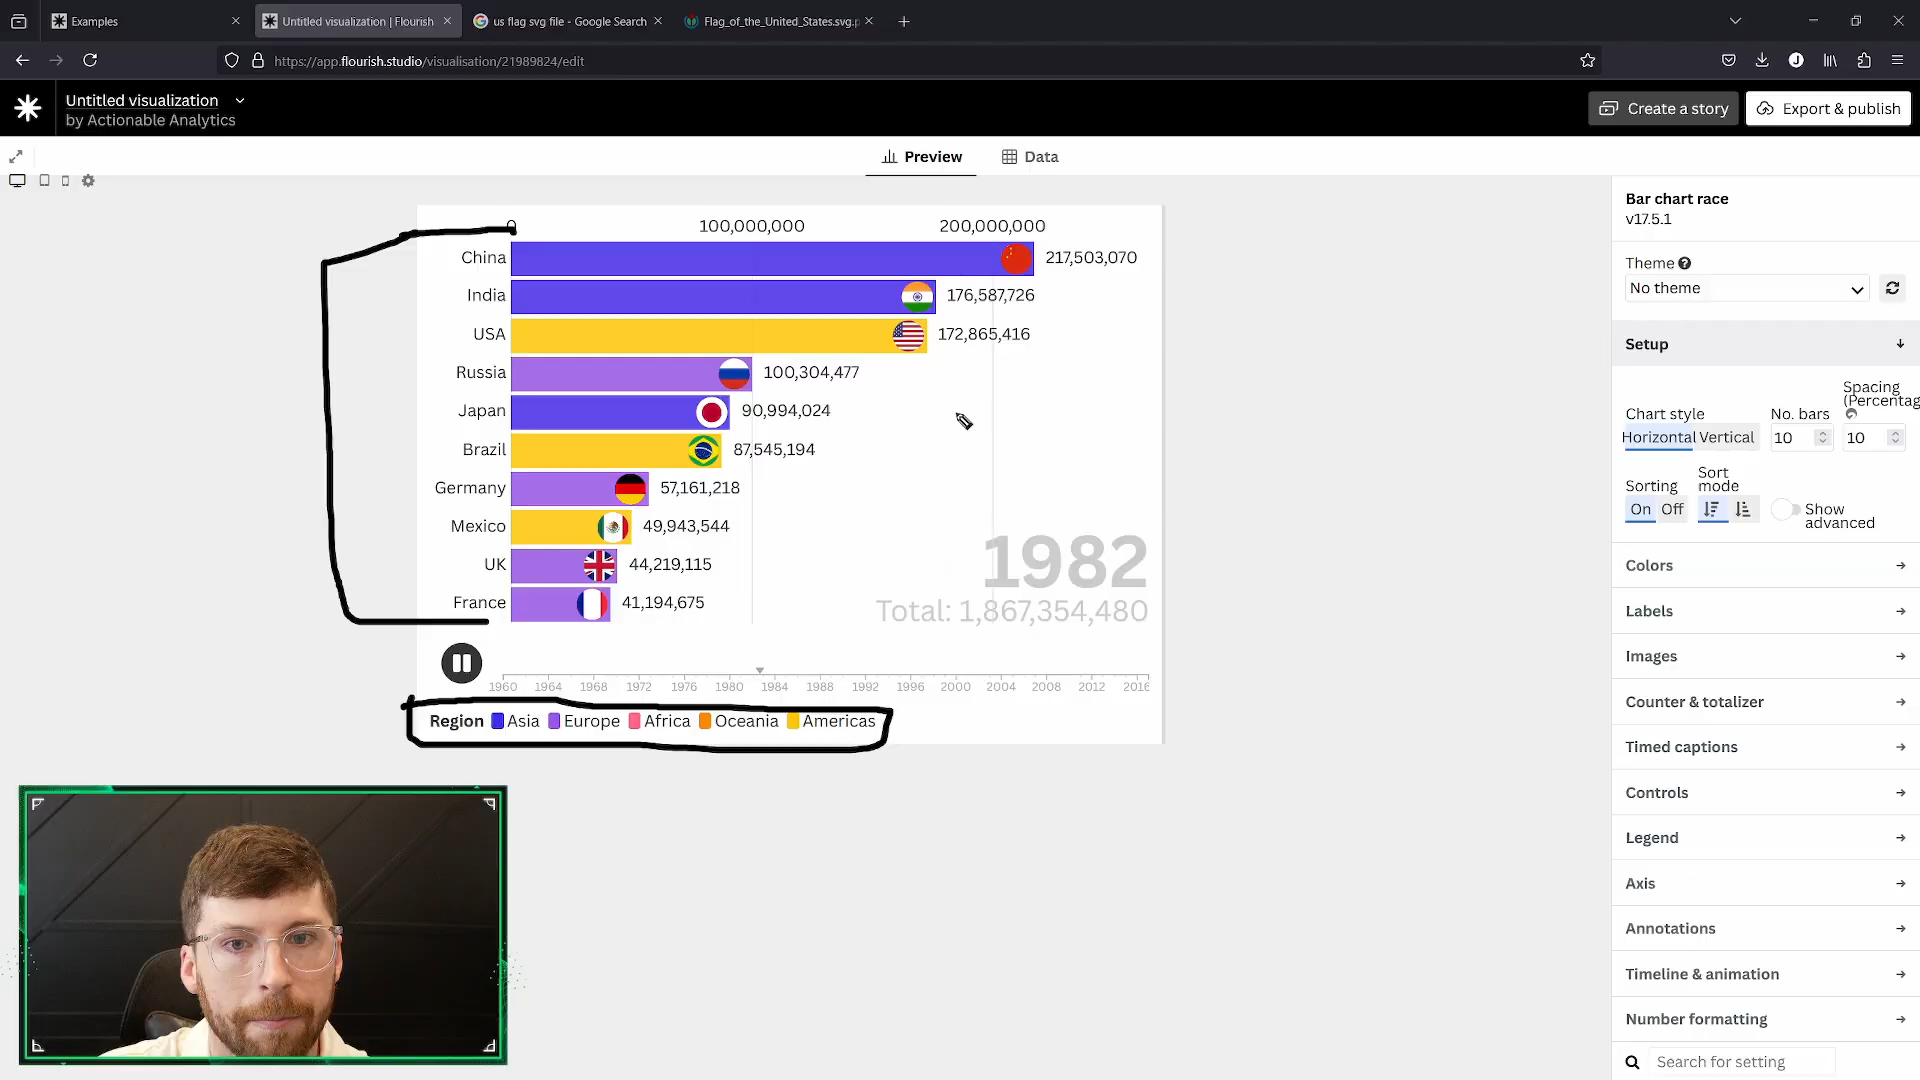 Examples
Untitled visualization | Flourish
us flag svg file - Google Search
Flag_of_the_United_States.svg.p
https://app.flourish.studio/visualisation/21989824/edit
Untitled visualization
by Actionable Analytics
Create a story
Export & publish
Preview
Data
0
100,000,000
200,000,000
China 217,503,070
India 176,587,726
USA 172,865,416
Russia 100,304,477
Japan 90,994,024
Brazil 87,545,194
Germany 57,161,218
Mexico 49,943,544
UK 44,219,115
France 41,194,675
1982
Total: 1,867,354,480
1960 1964 1968 1972 1976 1980 1984 1988 1992 1996 2000 2004 2008 2012 2016
Region Asia Europe Africa Oceania Americas
Bar chart race
v17.5.1
Theme
No theme
Setup
Chart style
No. bars
Spacing
(Percentag
Horizontal Vertical
10
10
Sorting
Sort
mode
On Off
Show
advanced
Colors
Labels
Images
Counter & totalizer
Timed captions
Controls
Legend
Axis
Annotations
Timeline & animation
Number formatting
Search for setting